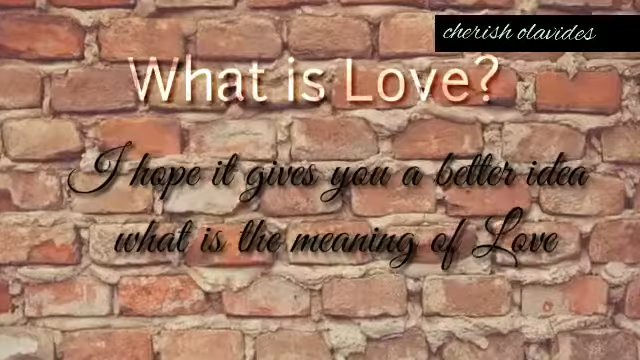 cherish olavides
What is Love?
I hope it gives you a better idea
what is the meaning of Love